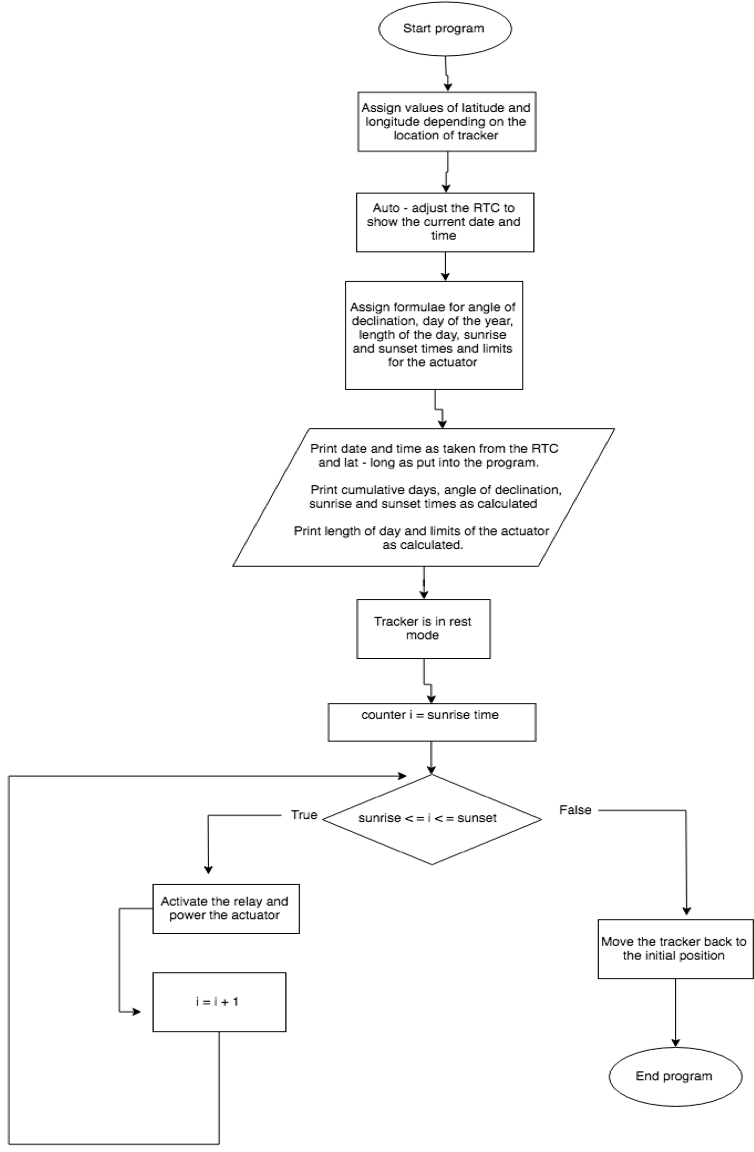 Start program
Assign values of latitude and
longitude depending on the
location of tracker
Auto - adjust the RTC to
show the current date and
time
Assign formulae for angle of
declination, day of the year,
length of the day, sunrise
and sunset times and limits
for the actuator
Print date and time as taken from the RTC
and lat - long as put into the program.
Print cumulative days, angle of declination,
sunrise and sunset times as calculated
Print length of day and limits of the actuator
as calculated.
Tracker is in rest
mode
counter i = sunrise time
sunrise < = i < = sunset
True
False
Activate the relay and
power the actuator
i = i + 1
Move the tracker back to
the initial position
End program